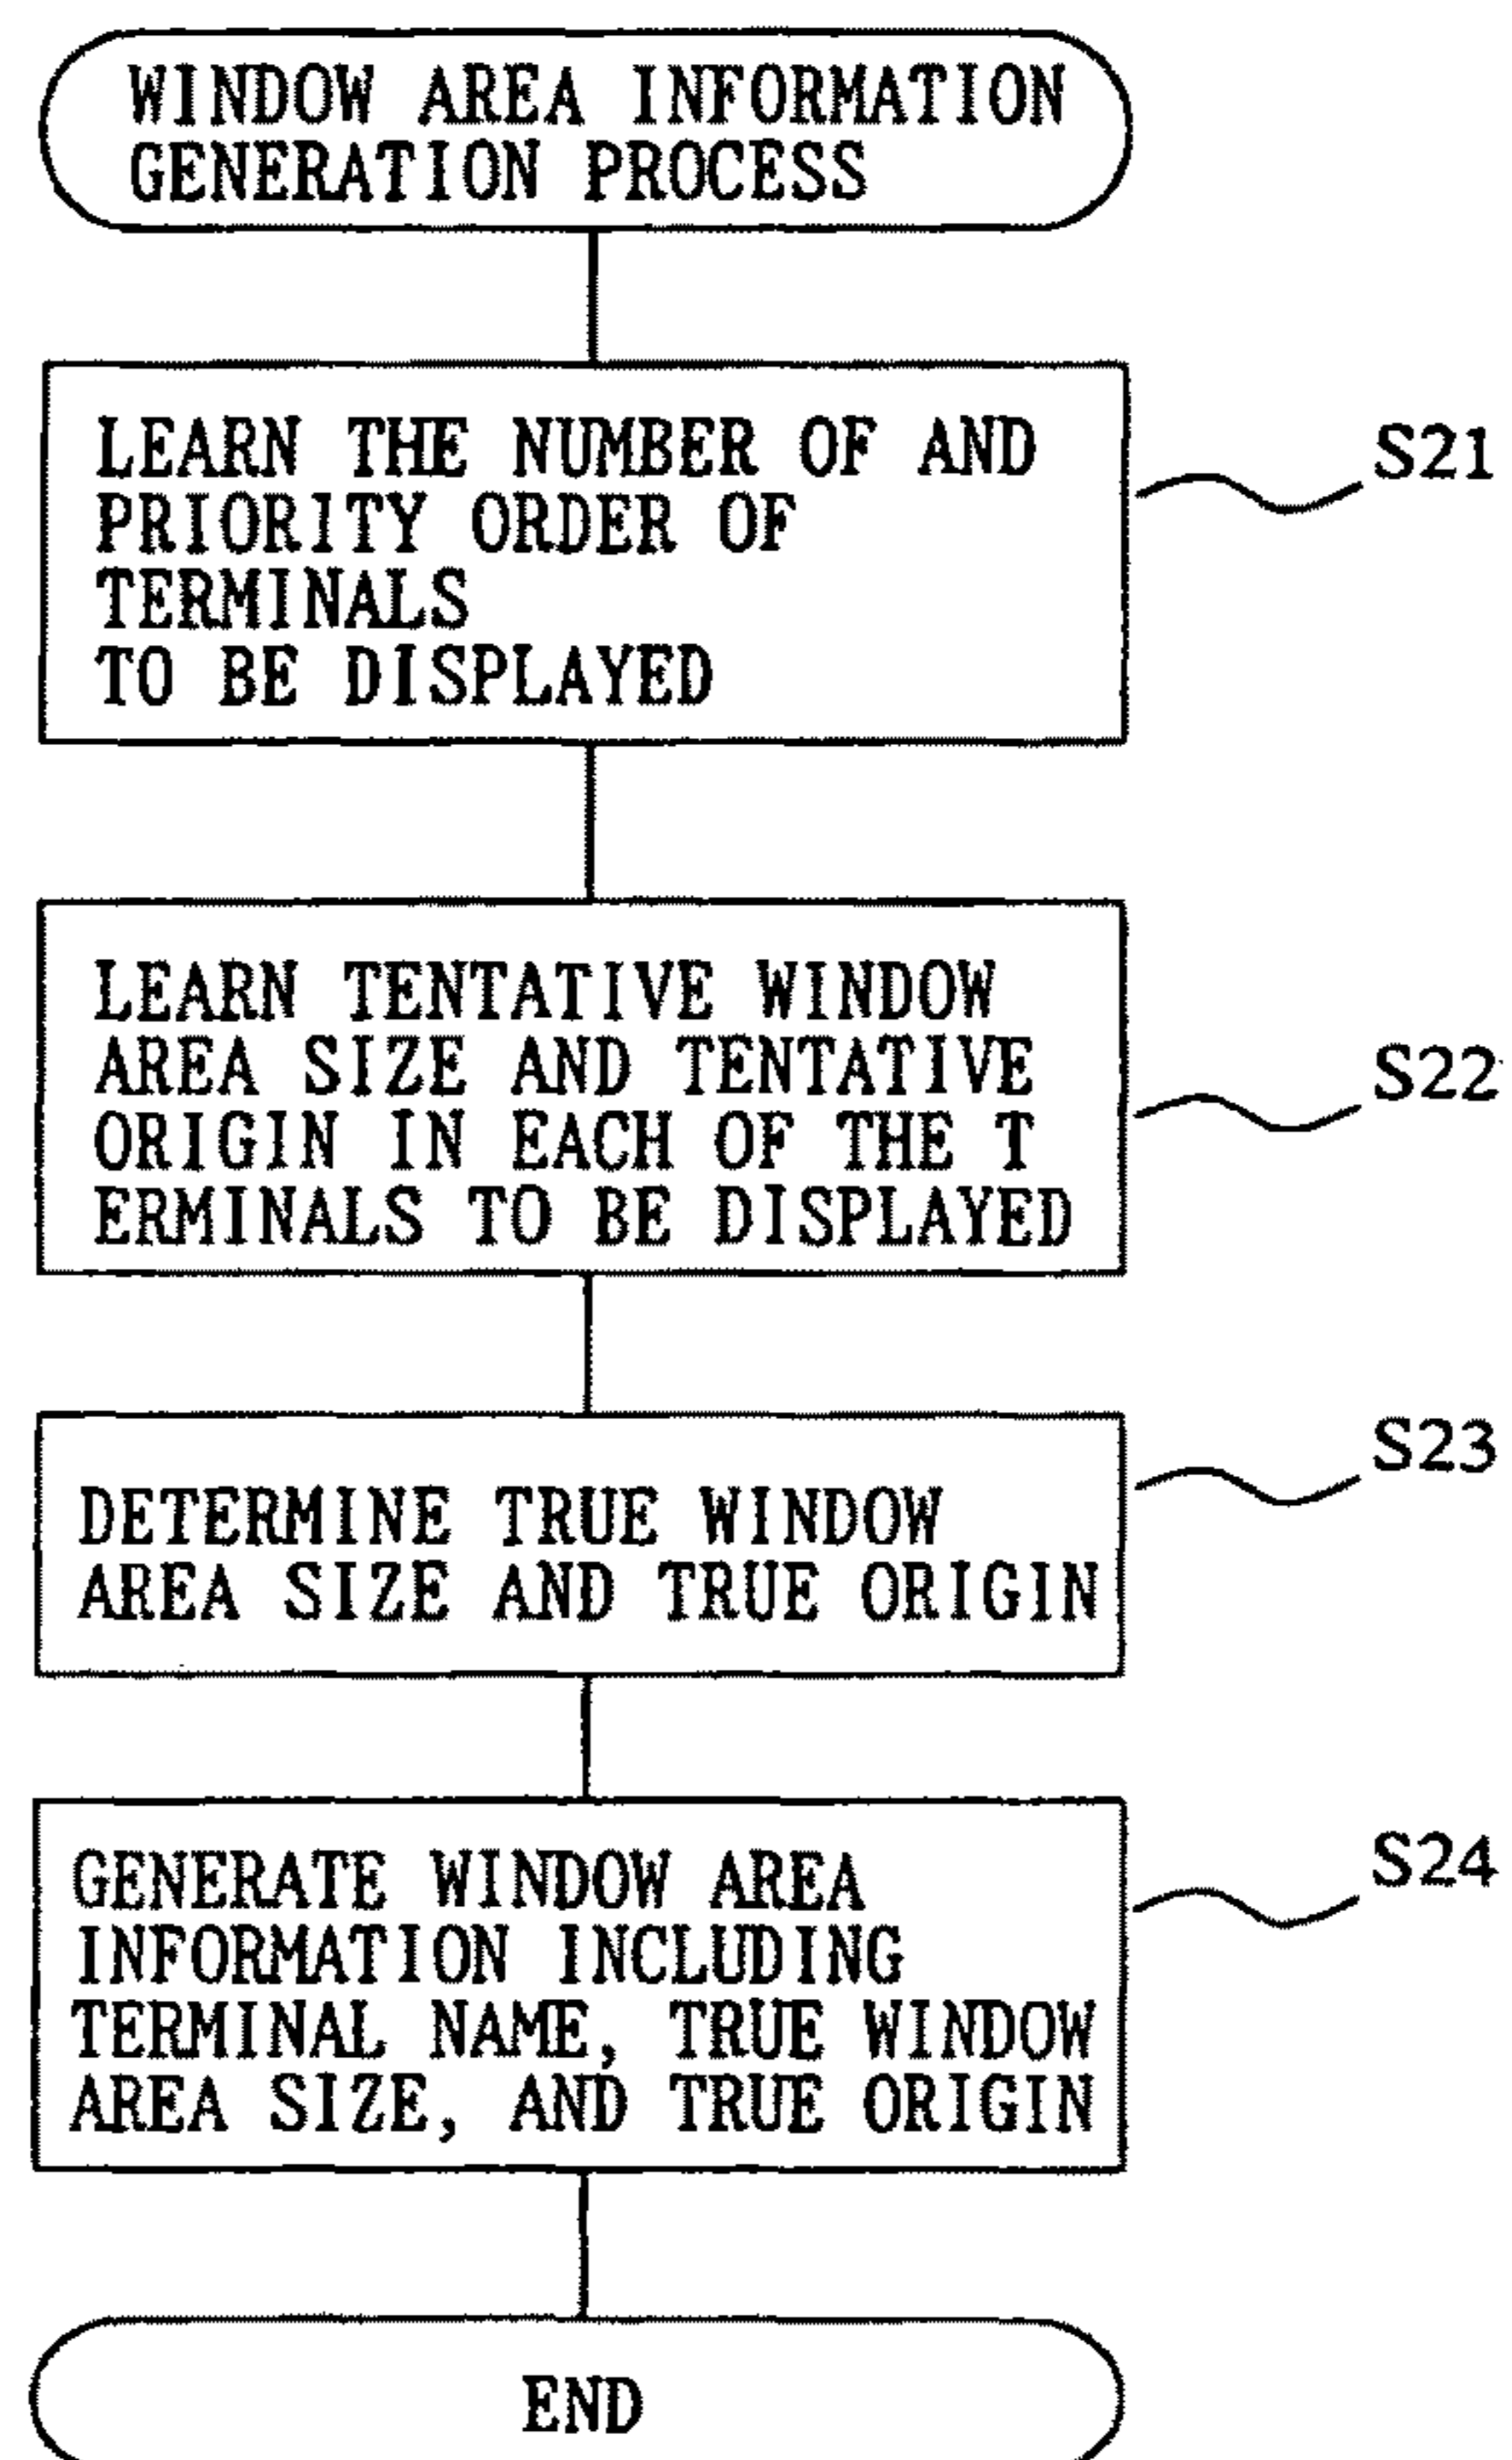 WINDOW AREA INFORMATION
GENERATION PROCESS
LEARN THE NUMBER OF AND
PRIORITY ORDER OF
TERMINALS
TO BE DISPLAYED
S21
LEARN TENTATIVE WINDOW
AREA SIZE AND TENTATIVE
ORIGIN IN EACH OF THE T
ERMINALS TO BE DISPLAYED
S22
DETERMINE TRUE WINDOW
AREA SIZE AND TRUE ORIGIN
S23
GENERATE WINDOW AREA
INFORMATION INCLUDING
TERMINAL NAME, TRUE WINDOW
AREA SIZE, AND TRUE ORIGIN
S24
END